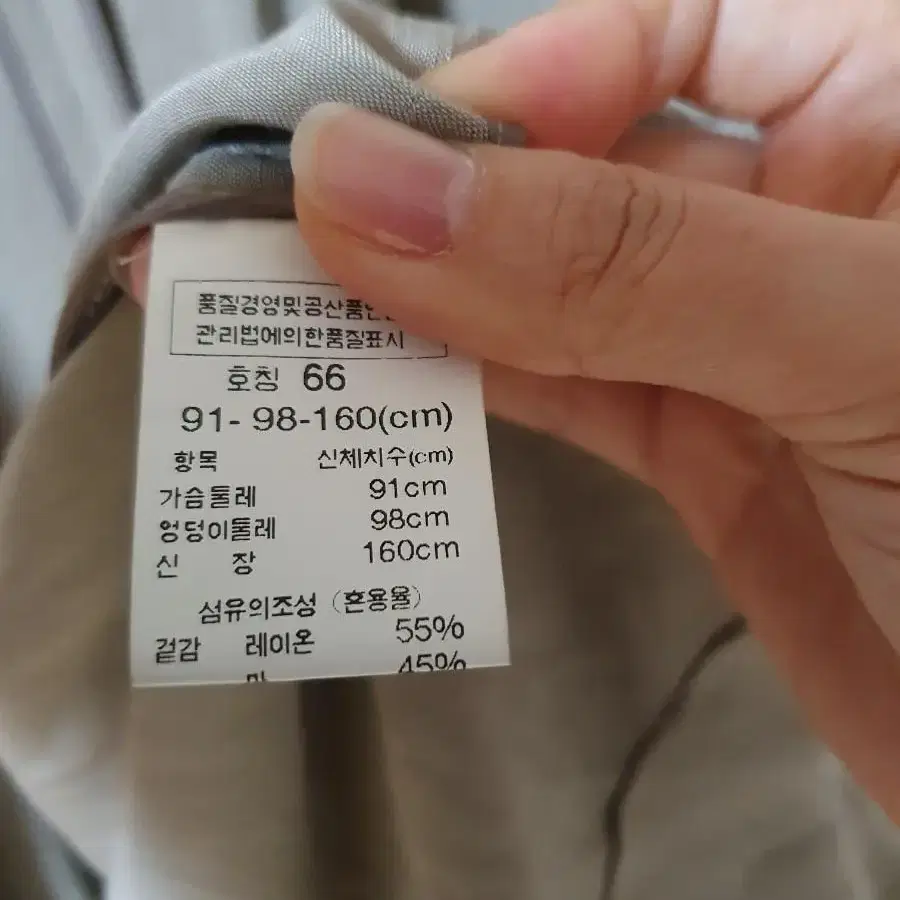 품질경영및공산품안전
관리법에의한품질표시
호칭 66
91- 98-160(cm)
항목 신체치수(cm)
가슴둘레 91cm
엉덩이둘레 98cm
신 장 160cm
섬유의조성 (혼용율)
겉감 레이온 55%
마 45%